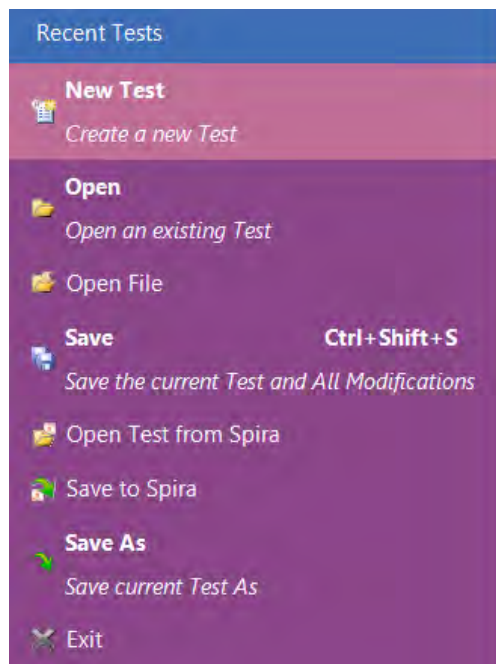 Recent Tests
New Test
Create a new Test
Open
Open an existing Test
Open File
Save Ctrl+Shift+S
Save the current Test and All Modifications
Open Test from Spira
Save to Spira
Save As
Save current Test As
Exit